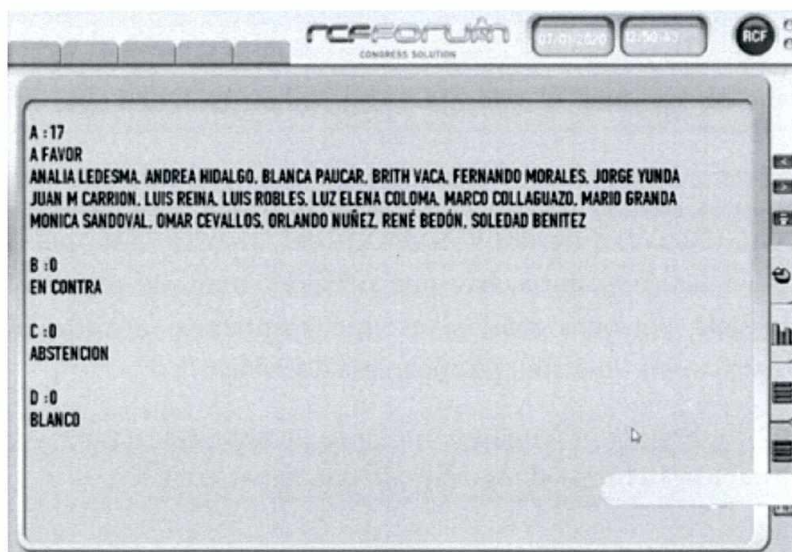 RCF FORUM
CONGRESS SOLUTION
RCF
A :17
A FAVOR
ANALIA LEDESMA, ANDREA HIDALGO, BLANCA PAUCAR, BRITH VACA, FERNANDO MORALES, JORGE YUNDA
JUAN M CARRION, LUIS REINA, LUIS ROBLES, LUZ ELENA COLOMA, MARCO COLLAGUAZO, MARIO GRANDA
MONICA SANDOVAL, OMAR CEVALLOS, ORLANDO NUÑEZ, RENÉ BEDÓN, SOLEDAD BENITEZ
B :0
EN CONTRA
C :0
ABSTENCION
D :0
BLANCO